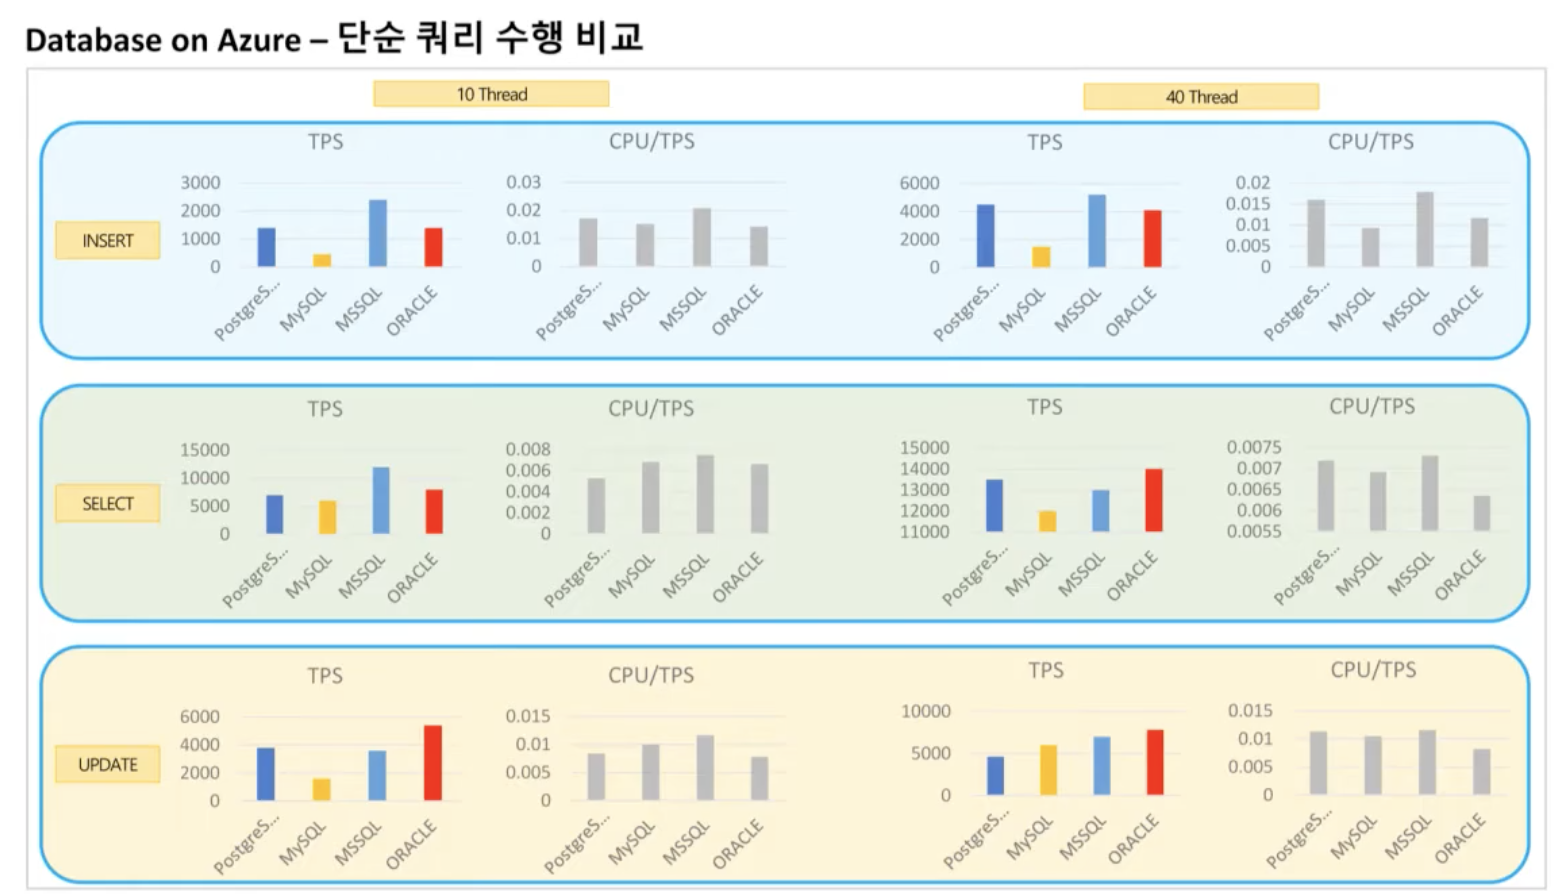 Database on Azure – 단순 쿼리 수행 비교
10 Thread
40 Thread
INSERT
TPS
3000
2000
1000
0
PostgreS...
MySQL
MSSQL
ORACLE
CPU/TPS
0.03
0.02
0.01
0
PostgreS...
MySQL
MSSQL
ORACLE
TPS
6000
4000
2000
0
PostgreS...
MySQL
MSSQL
ORACLE
CPU/TPS
0.02
0.015
0.01
0.005
0
PostgreS...
MySQL
MSSQL
ORACLE
SELECT
TPS
15000
10000
5000
0
PostgreS...
MySQL
MSSQL
ORACLE
CPU/TPS
0.008
0.006
0.004
0.002
0
PostgreS...
MySQL
MSSQL
ORACLE
TPS
15000
14000
13000
12000
11000
PostgreS...
MySQL
MSSQL
ORACLE
CPU/TPS
0.0075
0.007
0.0065
0.006
0.0055
PostgreS...
MySQL
MSSQL
ORACLE
UPDATE
TPS
6000
4000
2000
0
PostgreS...
MySQL
MSSQL
ORACLE
CPU/TPS
0.015
0.01
0.005
0
PostgreS...
MySQL
MSSQL
ORACLE
TPS
10000
5000
0
PostgreS...
MySQL
MSSQL
ORACLE
CPU/TPS
0.015
0.01
0.005
0
PostgreS...
MySQL
MSSQL
ORACLE